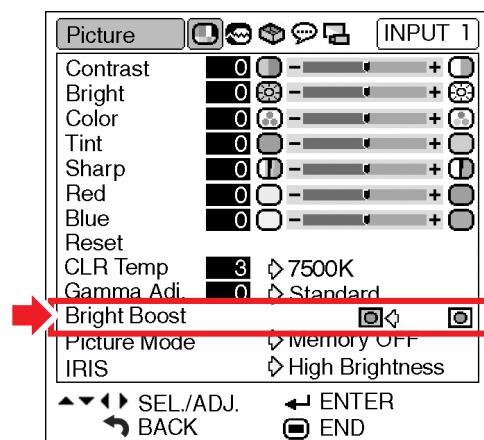 Picture INPUT 1
Contrast 0 - +
Bright 0 - +
Color 0 - +
Tint 0 - +
Sharp 0 - +
Red 0 - +
Blue 0 - +
Reset
CLR Temp 3 7500K
Gamma Adj. 0 Standard
Bright Boost
Picture Mode Memory OFF
IRIS High Brightness
SEL./ADJ. ENTER
BACK END